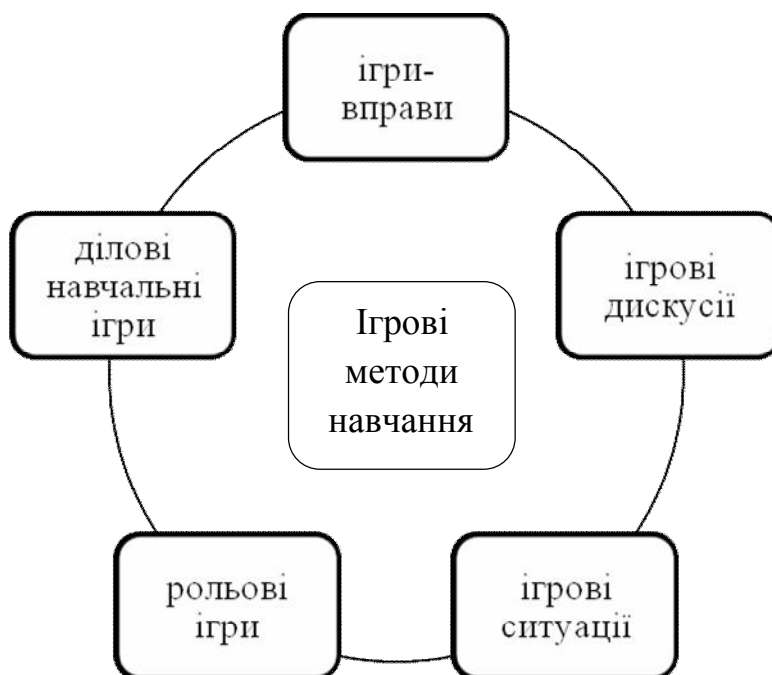 ігри-
вправи
ділові
навчальні
ігри
ігрові
дискусії
Ігрові
методи
навчання
рольові
ігри
ігрові
ситуації